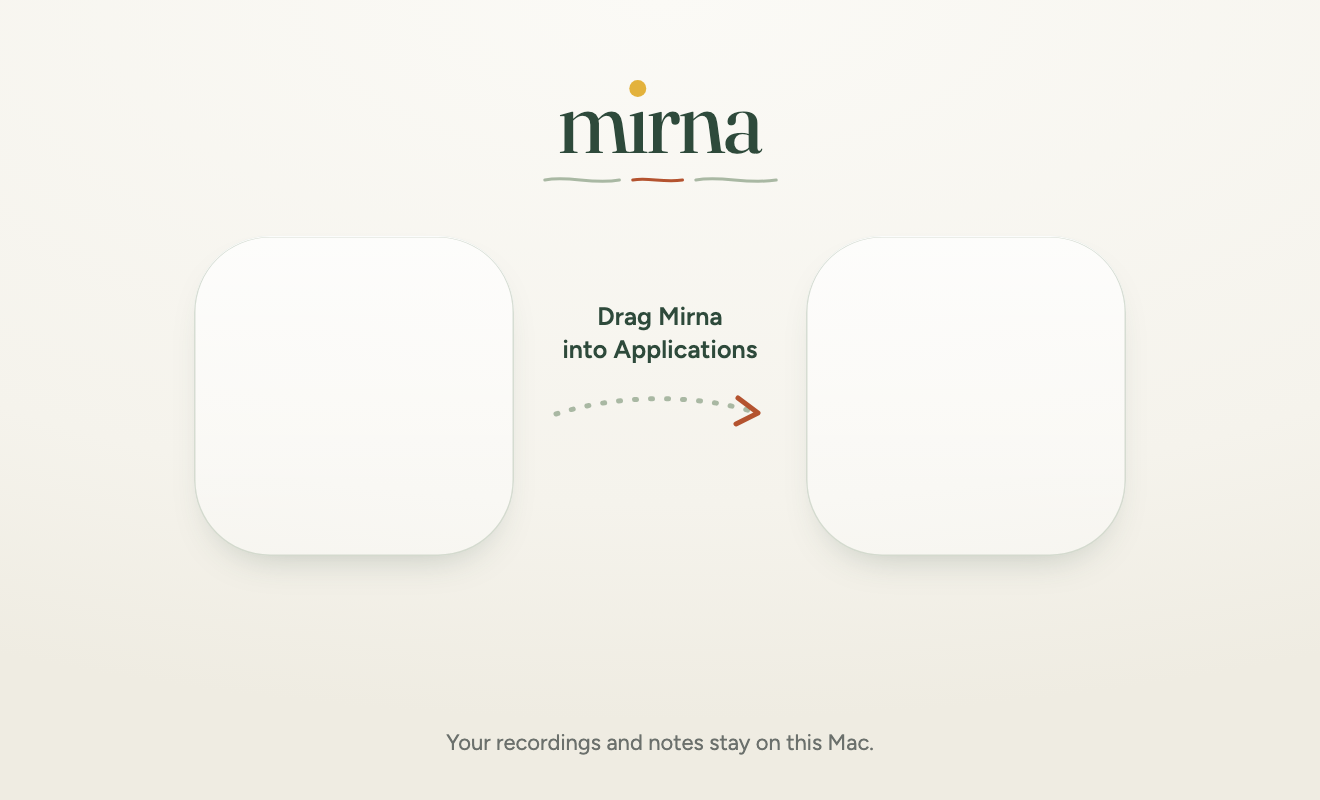 mirna
Drag Mirna
into Applications
Your recordings and notes stay on this Mac.